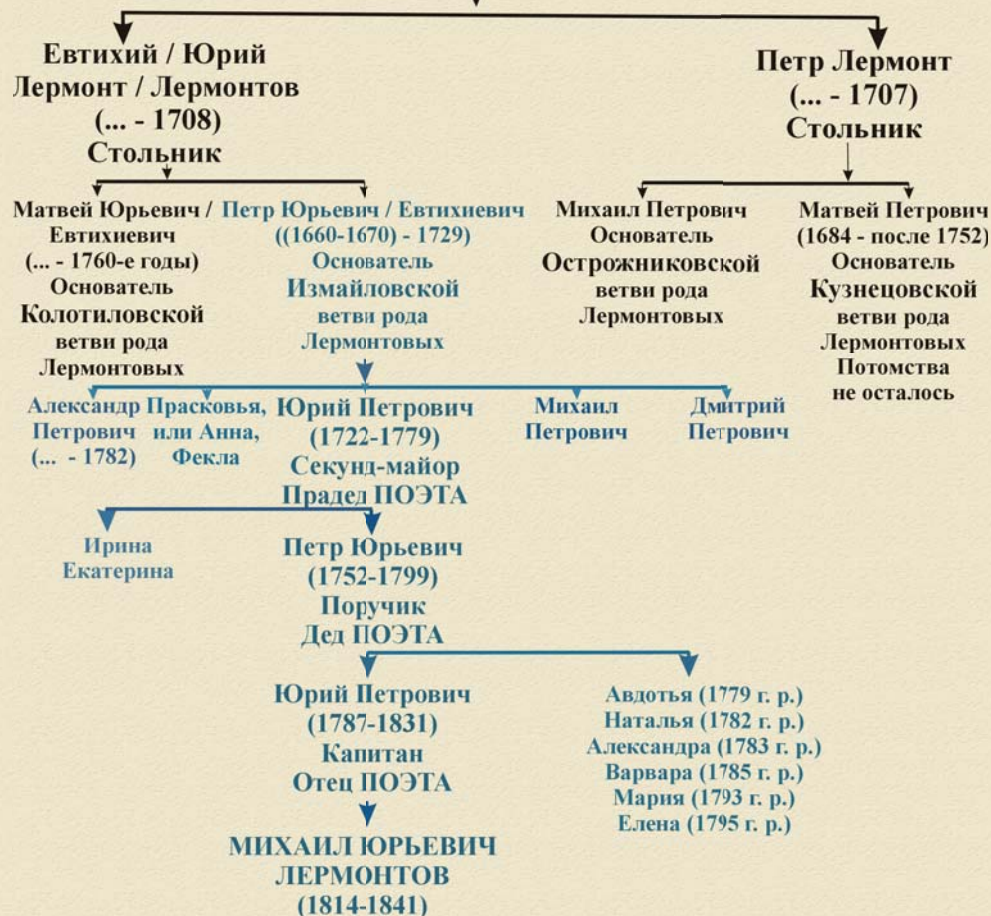 Евтихий / Юрий
Лермонт / Лермонтов
(... - 1708)
Стольник
Петр Лермонт
(... - 1707)
Стольник
Матвей Юрьевич /
Евтихиевич
(... - 1760-е годы)
Основатель
Колотиловской
ветви рода
Лермонтовых
Петр Юрьевич / Евтихиевич
((1660-1670) - 1729)
Основатель
Измайловской
ветви рода
Лермонтовых
Михаил Петрович
Основатель
Острожниковской
ветви рода
Лермонтовых
Матвей Петрович
(1684 - после 1752)
Основатель
Кузнецовской
ветви рода
Лермонтовых
Потомства
не осталось
Александр
Петрович
(... - 1782)
Прасковья,
или Анна,
Фекла
Юрий Петрович
(1722-1779)
Секунд-майор
Прадед ПОЭТА
Михаил
Петрович
Дмитрий
Петрович
Ирина
Екатерина
Петр Юрьевич
(1752-1799)
Поручик
Дед ПОЭТА
Юрий Петрович
(1787-1831)
Капитан
Отец ПОЭТА
Авдотья (1779 г. р.)
Наталья (1782 г. р.)
Александра (1783 г. р.)
Варвара (1785 г. р.)
Мария (1793 г. р.)
Елена (1795 г. р.)
МИХАИЛ ЮРЬЕВИЧ
ЛЕРМОНТОВ
(1814-1841)